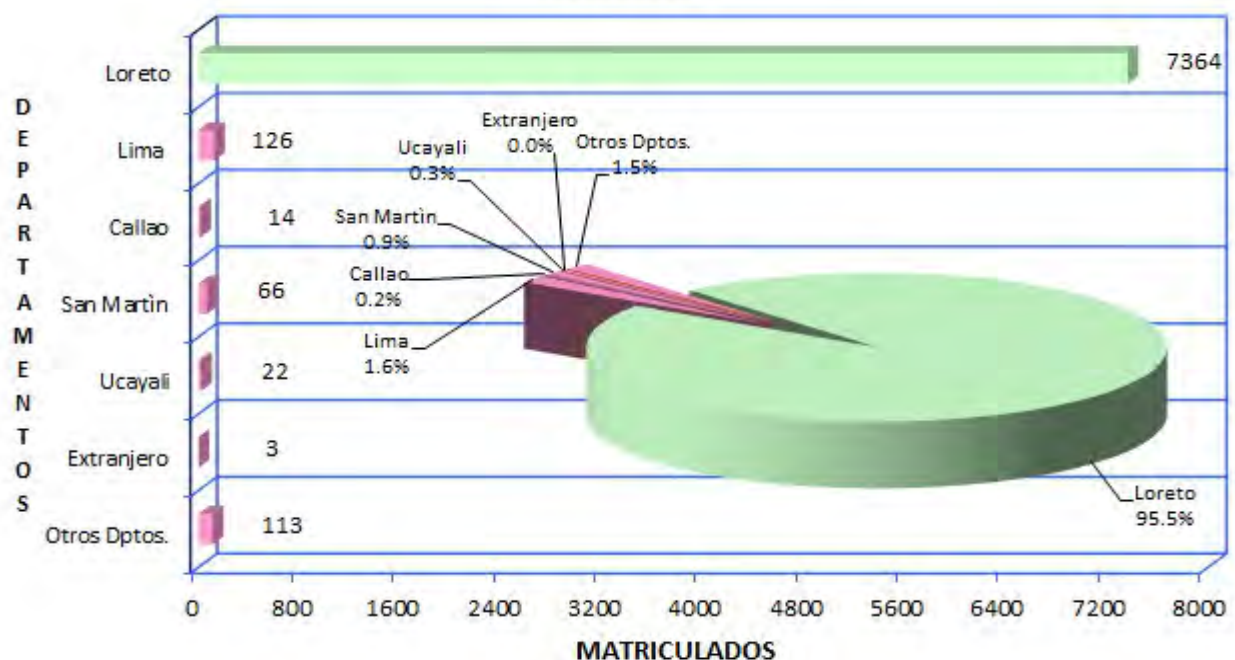 DEPARTAMENTOS
Loreto
7364
Lima
126
Callao
14
San Martìn
66
Ucayali
22
Extranjero
3
Otros Dptos.
113
Extranjero
0.0%
Otros Dptos.
1.5%
Ucayali
0.3%
San Martìn
0.9%
Callao
0.2%
Lima
1.6%
Loreto
95.5%
0 800 1600 2400 3200 4000 4800 5600 6400 7200 8000
MATRICULADOS